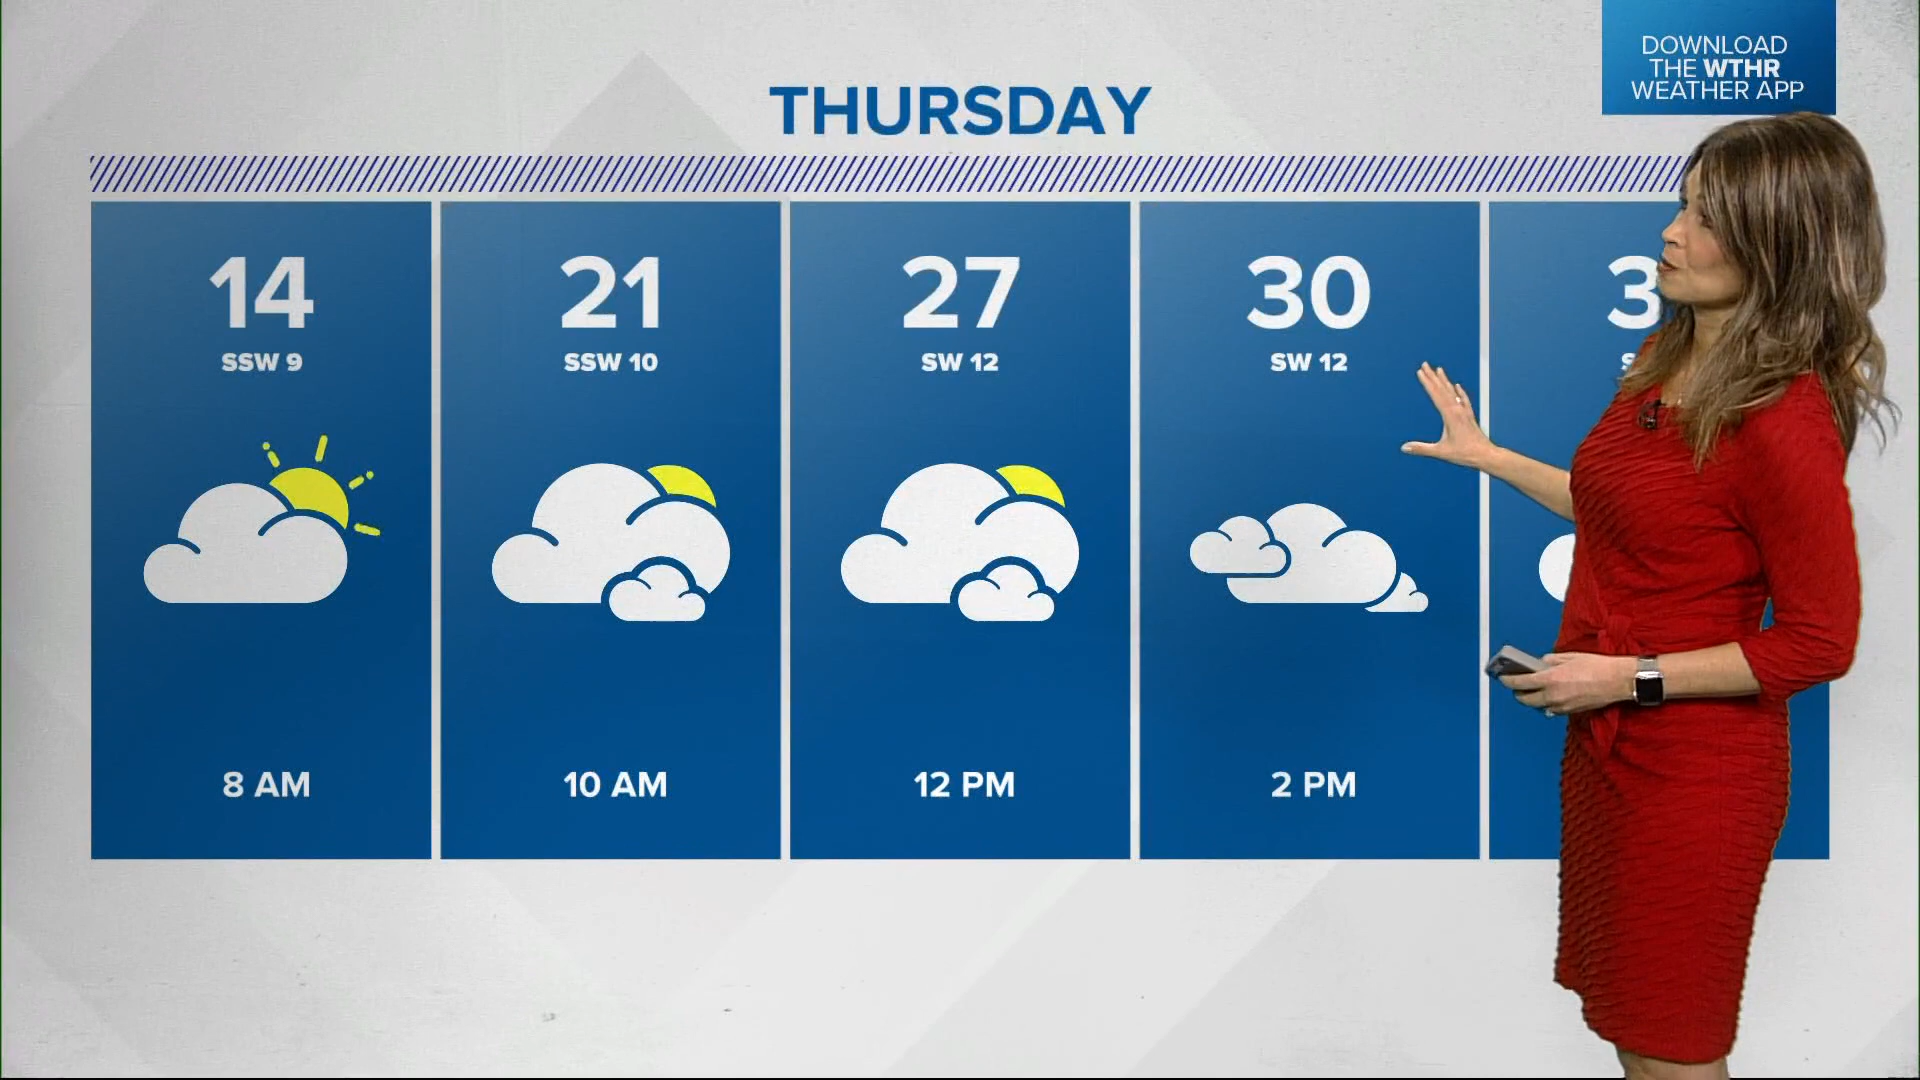 DOWNLOAD
THE WTHR
WEATHER APP
THURSDAY
14
SSW 9
8 AM
21
SSW 10
10 AM
27
SW 12
12 PM
30
SW 12
2 PM